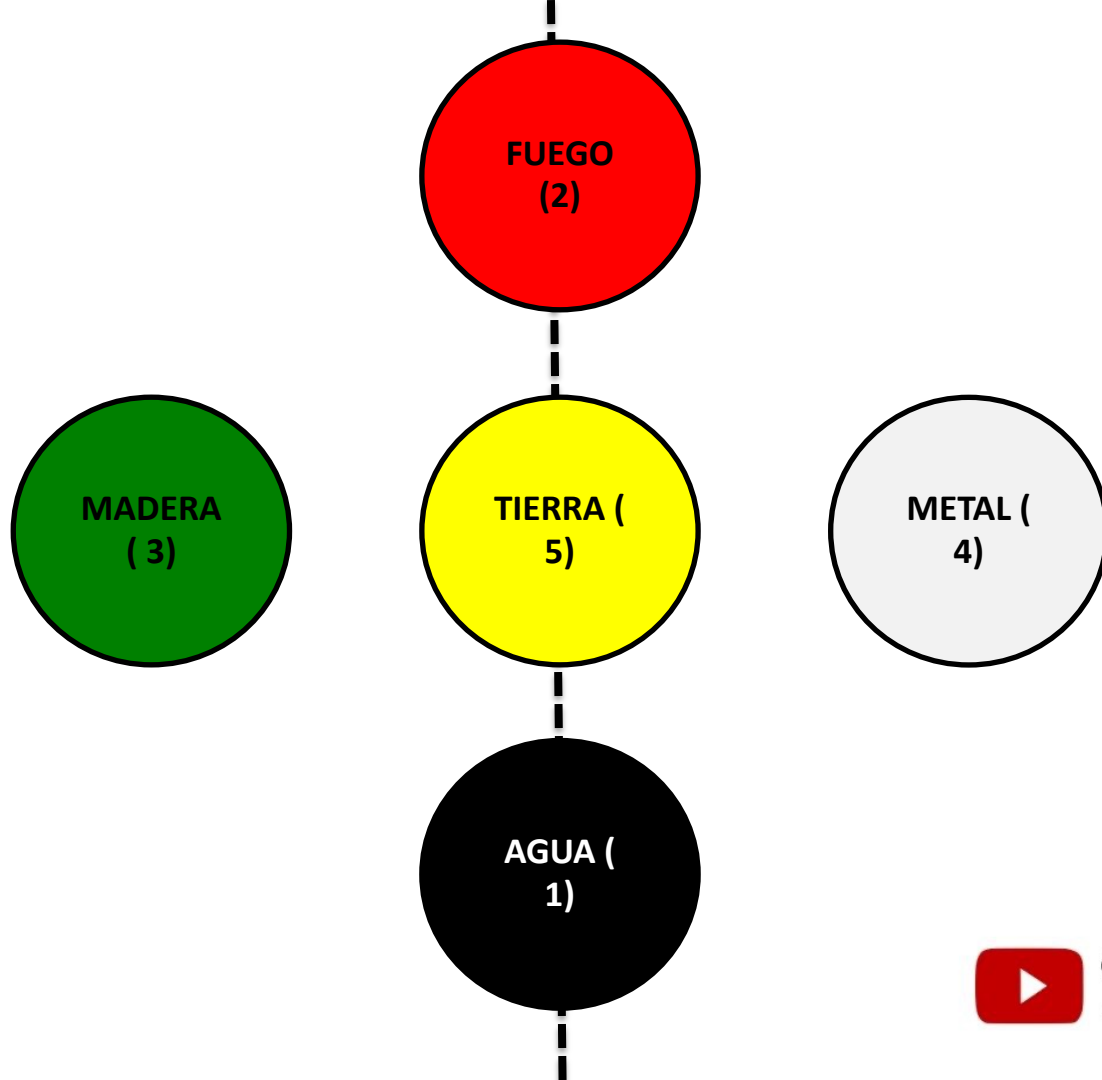 FUEGO
(2)
MADERA
( 3)
TIERRA (
5)
METAL (
4)
AGUA (
1)